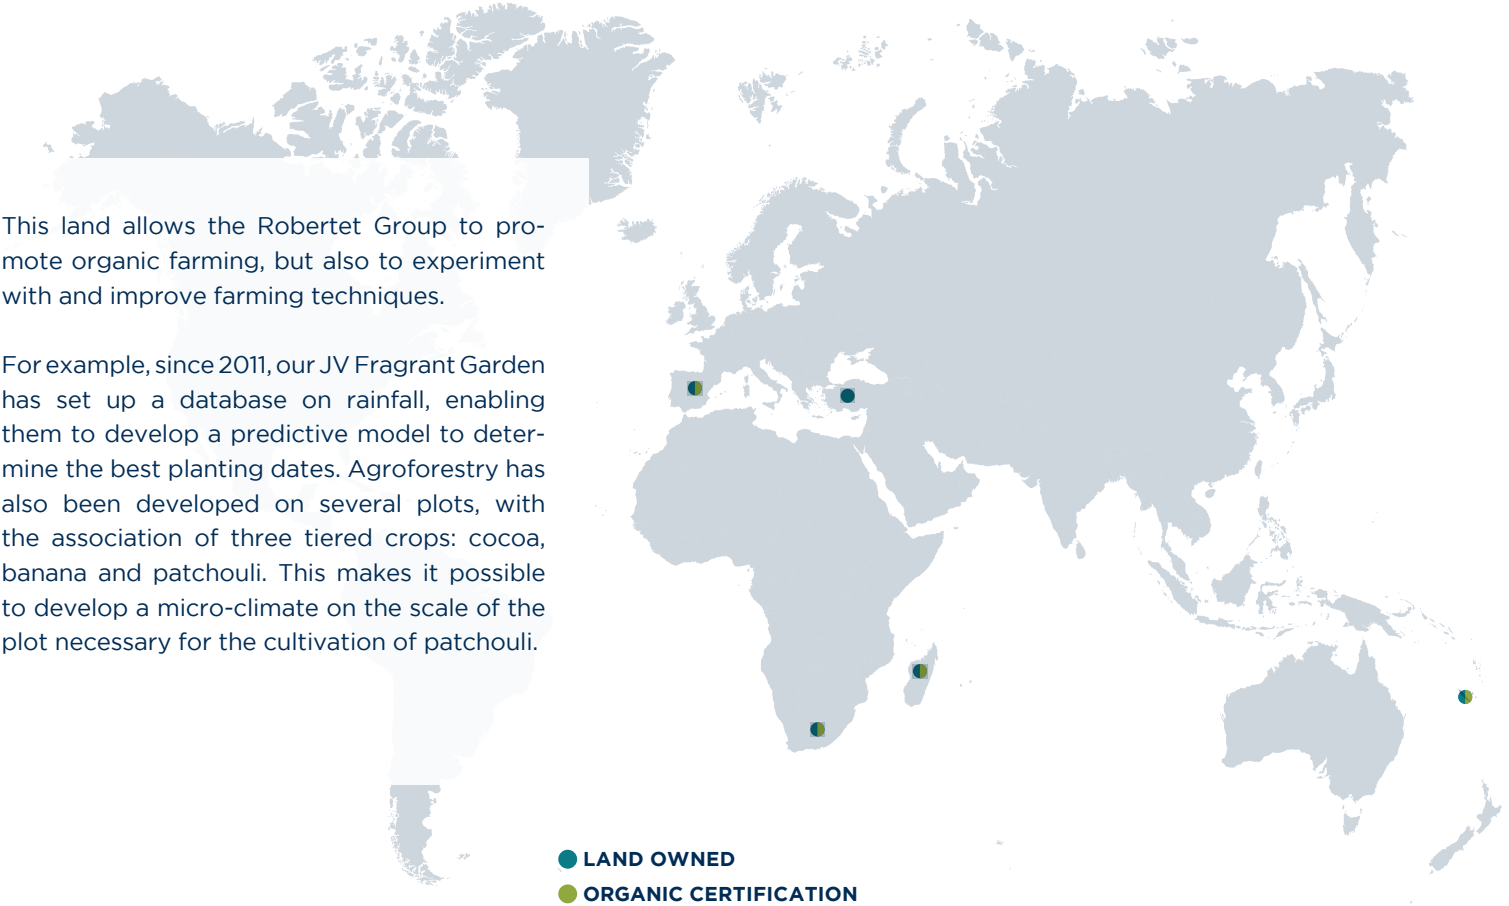 This land allows the Robertet Group to pro-
mote organic farming, but also to experiment
with and improve farming techniques.
For example, since 2011, our JV Fragrant Garden
has set up a database on rainfall, enabling
them to develop a predictive model to deter-
mine the best planting dates. Agroforestry has
also been developed on several plots, with
the association of three tiered crops: cocoa,
banana and patchouli. This makes it possible
to develop a micro-climate on the scale of the
plot necessary for the cultivation of patchouli.
LAND OWNED
ORGANIC CERTIFICATION